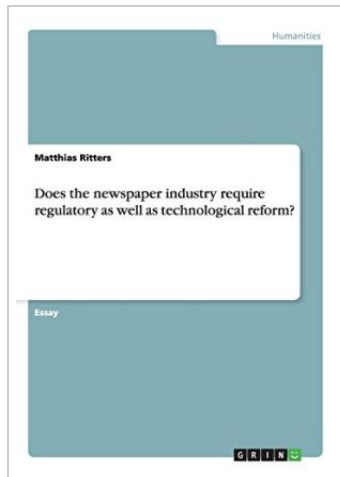 Humanities
Matthias Ritters
Does the newspaper industry require
regulatory as well as technological reform?
Essay
GRIN